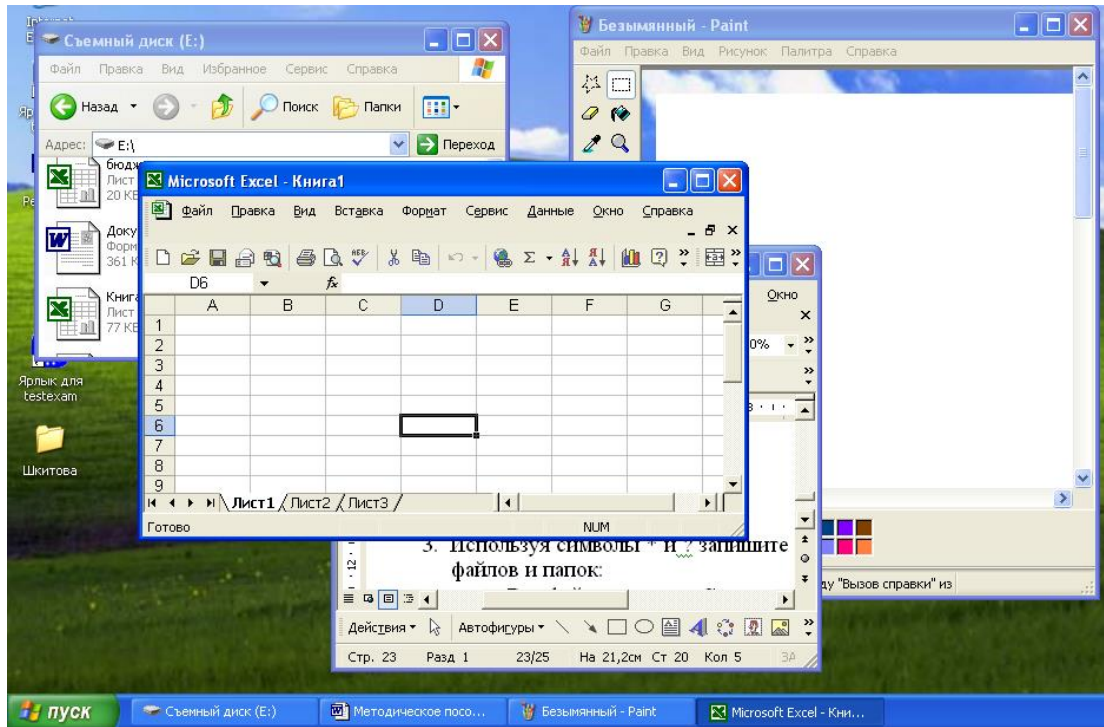 Съемный диск (E:)
Файл Правка Вид Избранное Сервис Справка
Назад Поиск Папки
Адрес: E:\ Переход
Лист
20 КБ
361 К
Книга
Лист
77 КБ
Безымянный - Paint
Файл Правка Вид Рисунок Палитра Справка
Microsoft Excel - Книга1
Файл Правка Вид Вставка Формат Сервис Данные Окно Справка
D6 fx
A B C D E F G
1
2
3
4
5
6
7
8
9
Лист1 Лист2 Лист3
Готово NUM
Окно
0%
3. Используя символы * и ? запишите
файлов и папок:
Действия Автофигуры
Стр. 23 Разд 1 23/25 На 21,2см Ст 20 Кол 5 ЗАП
"Вызов справки" из
Ярлык для
testexam
Шкитова
пуск Съемный диск (E:) Методическое посо... Безымянный - Paint Microsoft Excel - Кни...